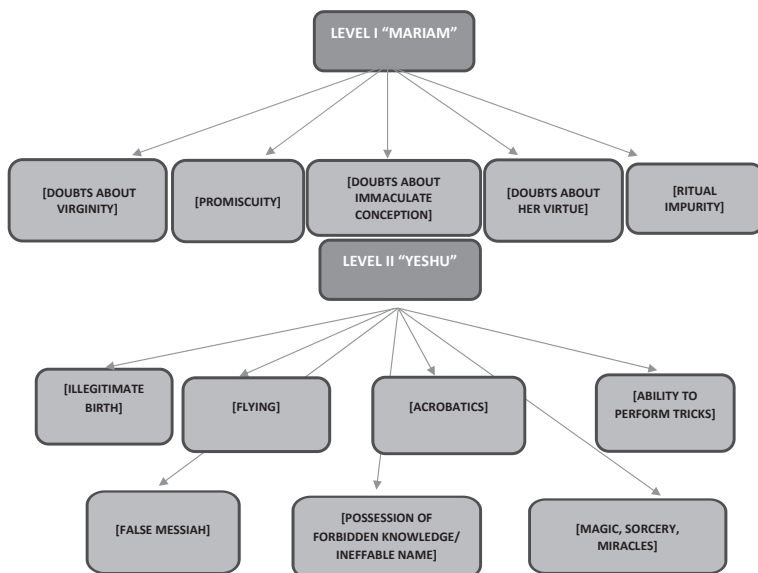 LEVEL I “MARIAM”
[DOUBTS ABOUT
VIRGINITY]
[PROMISCUITY]
[DOUBTS ABOUT
IMMACULATE
CONCEPTION]
[DOUBTS ABOUT
HER VIRTUE]
[RITUAL
IMPURITY]
LEVEL II “YESHU”
[ILLEGITIMATE
BIRTH]
[FLYING]
[ACROBATICS]
[ABILITY TO
PERFORM TRICKS]
[FALSE MESSIAH]
[POSSESSION OF
FORBIDDEN KNOWLEDGE/
INEFFABLE NAME]
[MAGIC, SORCERY,
MIRACLES]